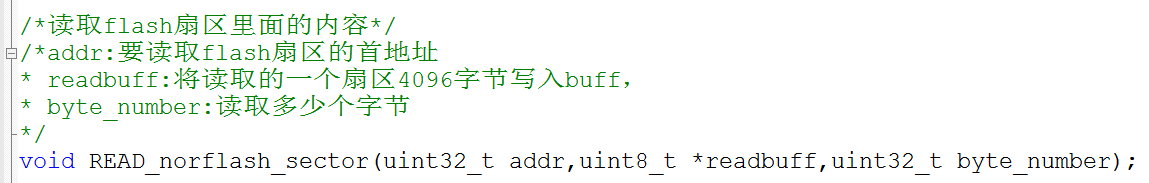 /*读取flash扇区里面的内容*/
/*addr:要读取flash扇区的首地址
* readbuff:将读取的一个扇区4096字节写入buff,
* byte_number:读取多少个字节
*/
void READ_norflash_sector(uint32_t addr,uint8_t *readbuff,uint32_t byte_number);